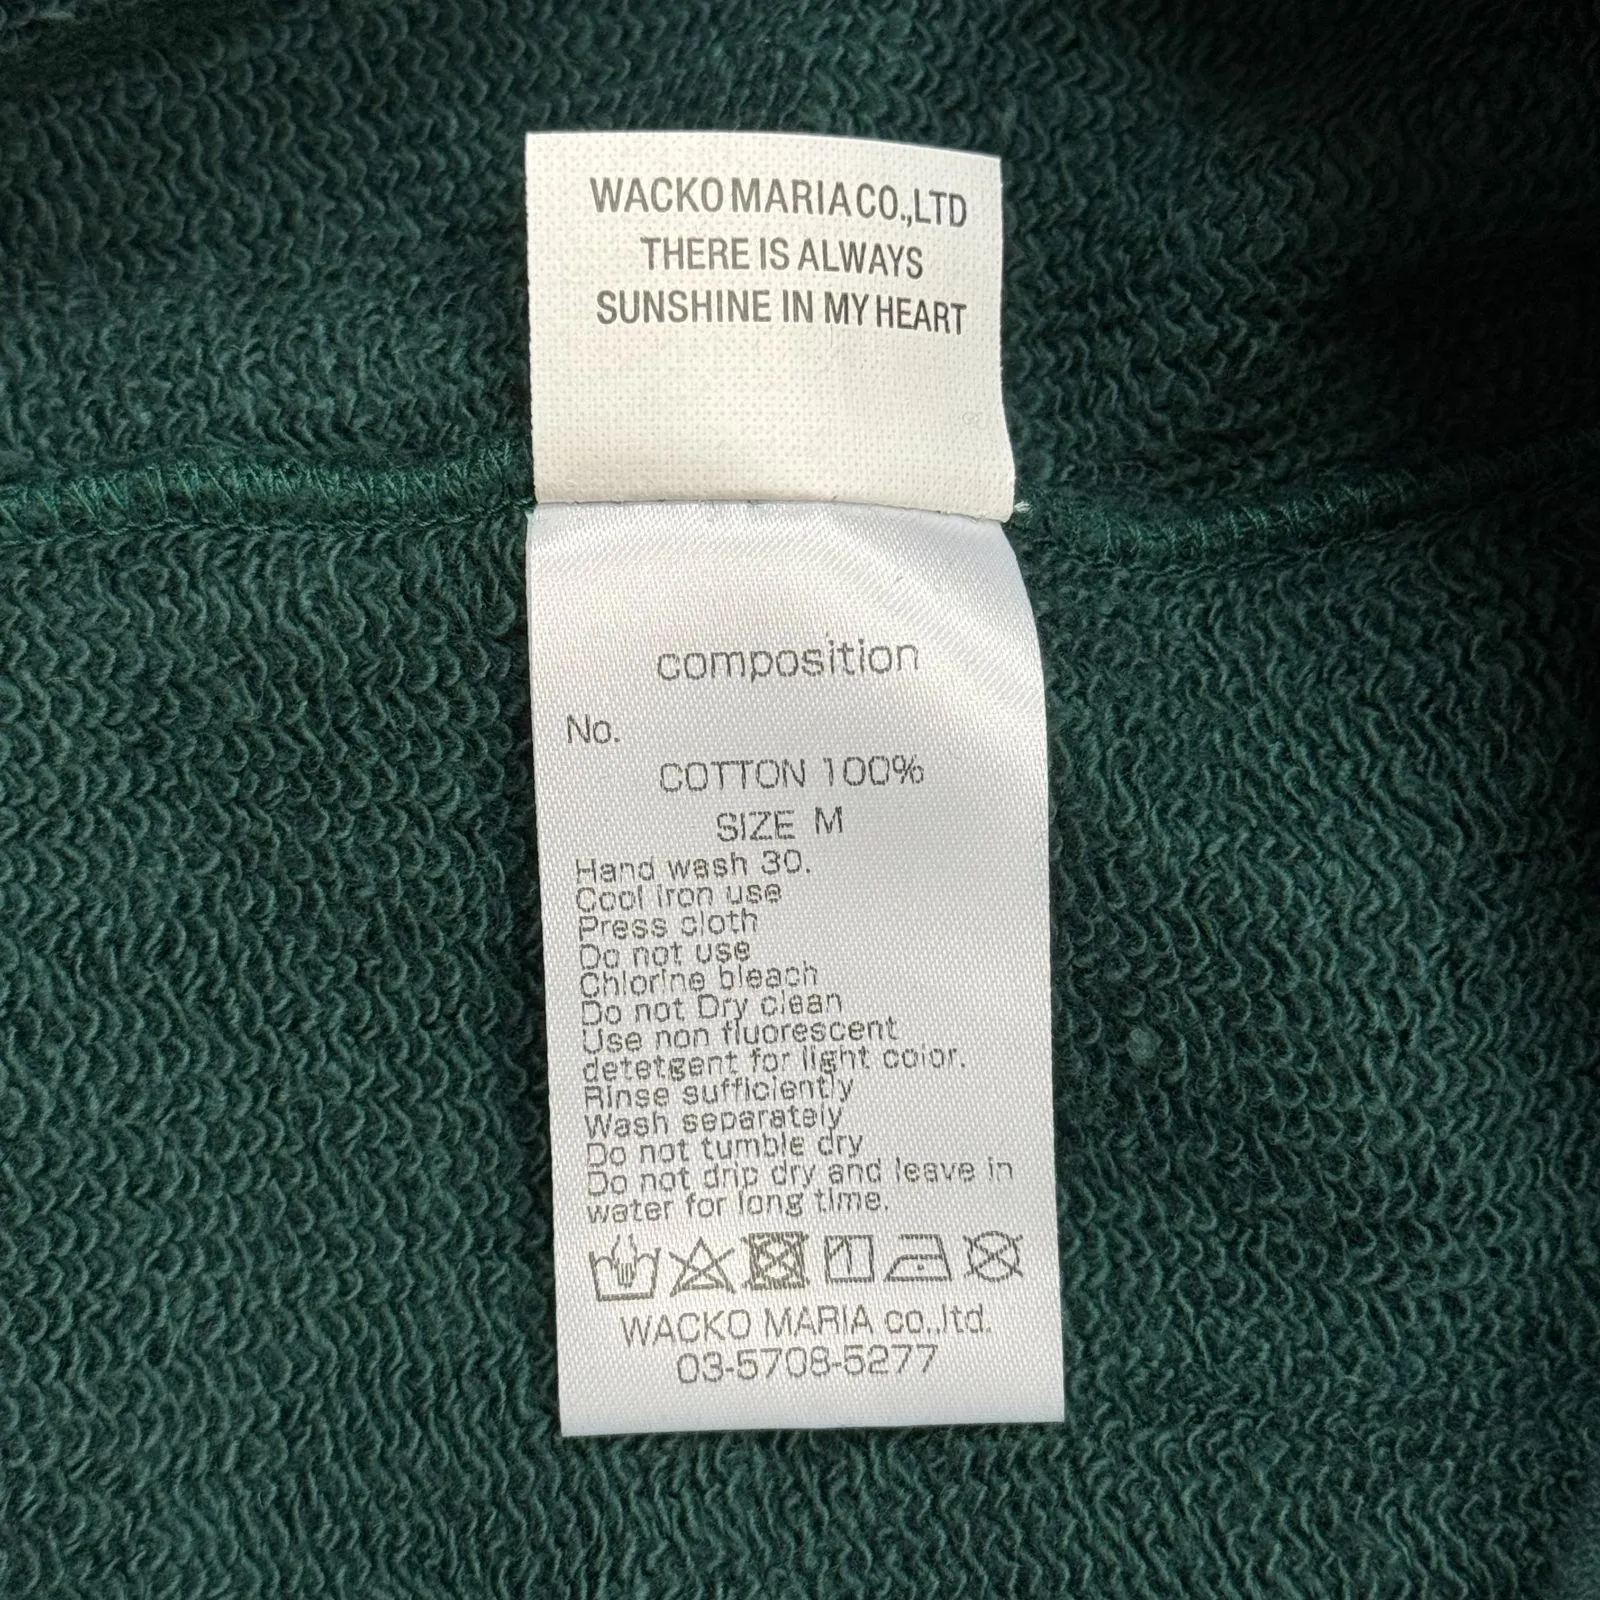 WACKO MARIA CO.,LTD
THERE IS ALWAYS
SUNSHINE IN MY HEART
composition
No.
COTTON 100%
SIZE M
Hand wash 30.
Cool iron use
Press cloth
Do not use
Chlorine bleach
Do not Dry clean
Use non fluorescent
detetgent for light color.
Rinse sufficiently
Wash separately
Do not tumble dry
Do not drip dry and leave in
water for long time.
WACKO MARIA co.,ltd.
03-5708-5277